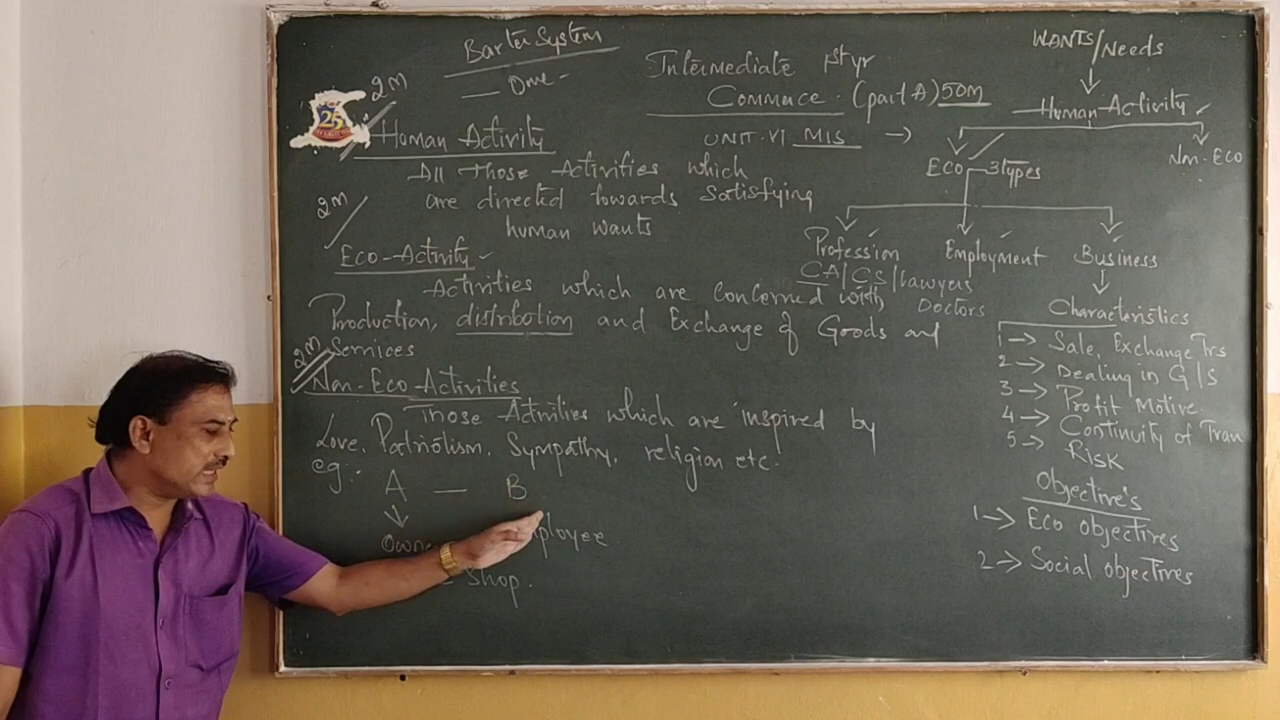 Barter System
— One -
2m
Intermediate 1st yr
Commerce. (part A) 50m
UNIT-VI MIS →
25
Human Activity
All Those Activities which
are directed towards Satisfying
human wants
2m
Eco-Activity
Activities which are Concerned with
Production, distribution and Exchange of Goods and
Services
2m
Non-Eco Activities
Those Activities which are inspired by
Love, Patriotism, Sympathy, religion etc.
eg:-
A — B
Shop.
WANTS/Needs
Human Activity
Eco 3types
Non-Eco
Profession Employment Business
CA/CS/Lawyers
Doctors
Characteristics
1 → Sale, Exchange Trs
2 → Dealing in G/S
3 → Profit Motive
4 → Continuity of Tran
5 → Risk
Objective's
1 → Eco objectives
2 → Social objectives